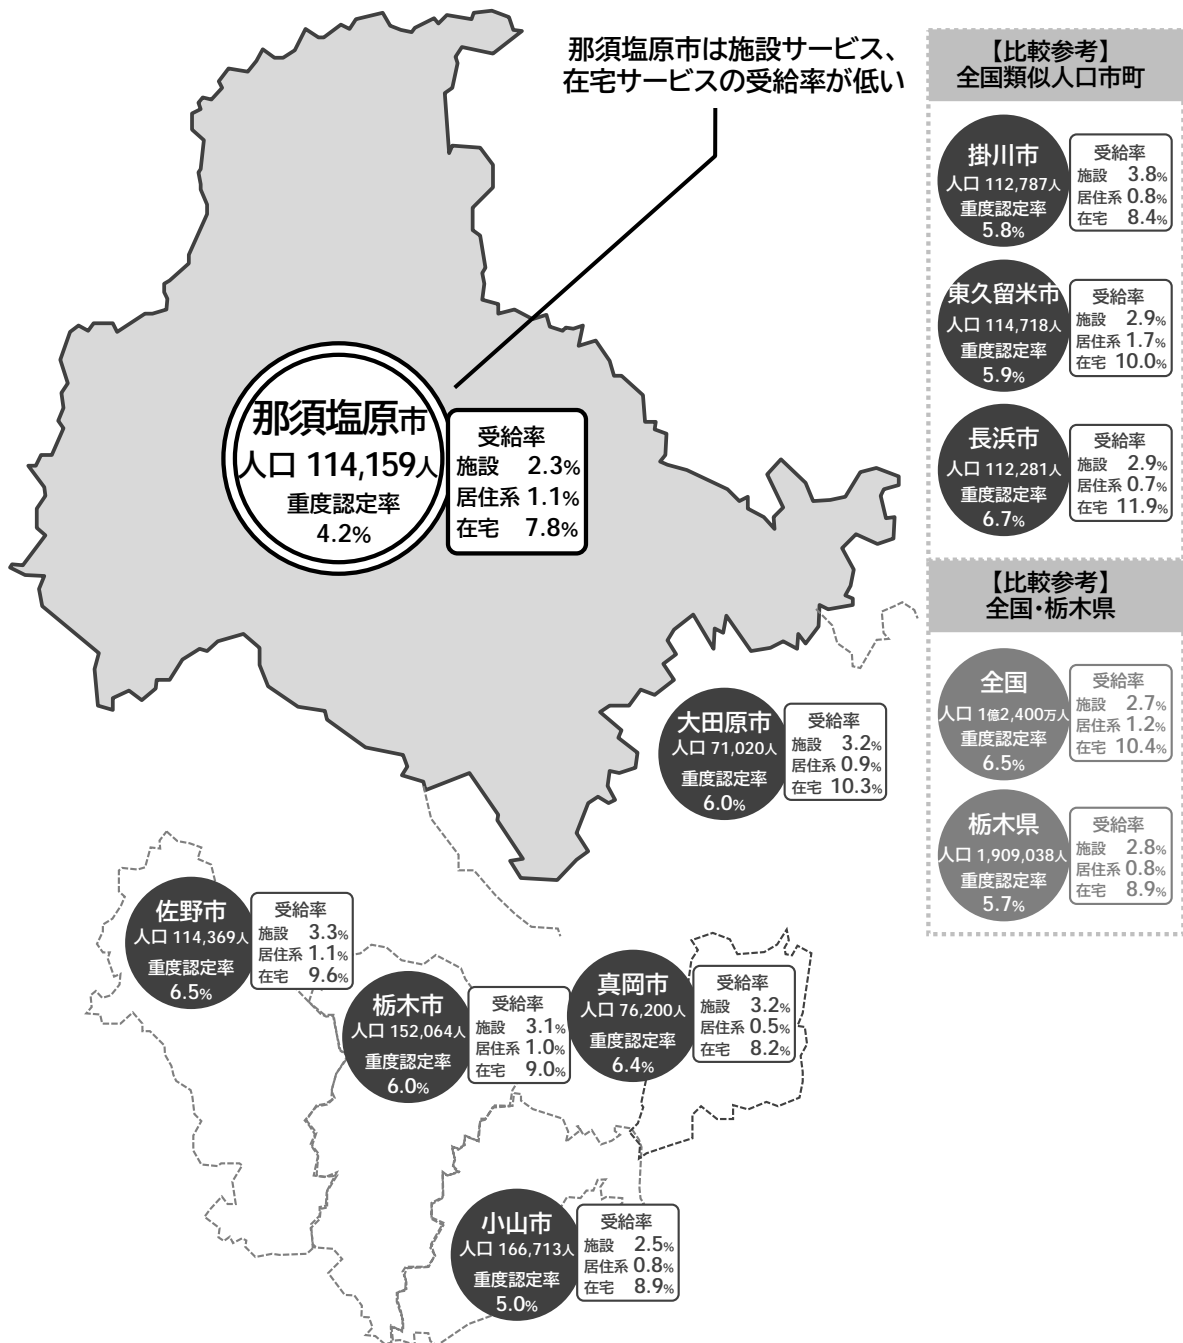 那須塩原市は施設サービス、
在宅サービスの受給率が低い
那須塩原市
人口 114,159人
重度認定率
4.2%
受給率
施設 2.3%
居住系 1.1%
在宅 7.8%
大田原市
人口 71,020人
重度認定率
6.0%
受給率
施設 3.2%
居住系 0.9%
在宅 10.3%
佐野市
人口 114,369人
重度認定率
6.5%
受給率
施設 3.3%
居住系 1.1%
在宅 9.6%
栃木市
人口 152,064人
重度認定率
6.0%
受給率
施設 3.1%
居住系 1.0%
在宅 9.0%
真岡市
人口 76,200人
重度認定率
6.4%
受給率
施設 3.2%
居住系 0.5%
在宅 8.2%
小山市
人口 166,713人
重度認定率
5.0%
受給率
施設 2.5%
居住系 0.8%
在宅 8.9%
【比較参考】
全国類似人口市町
掛川市
人口 112,787人
重度認定率
5.8%
受給率
施設 3.8%
居住系 0.8%
在宅 8.4%
東久留米市
人口 114,718人
重度認定率
5.9%
受給率
施設 2.9%
居住系 1.7%
在宅 10.0%
長浜市
人口 112,281人
重度認定率
6.7%
受給率
施設 2.9%
居住系 0.7%
在宅 11.9%
【比較参考】
全国・栃木県
全国
人口 1億2,400万人
重度認定率
6.5%
受給率
施設 2.7%
居住系 1.2%
在宅 10.4%
栃木県
人口 1,909,038人
重度認定率
5.7%
受給率
施設 2.8%
居住系 0.8%
在宅 8.9%